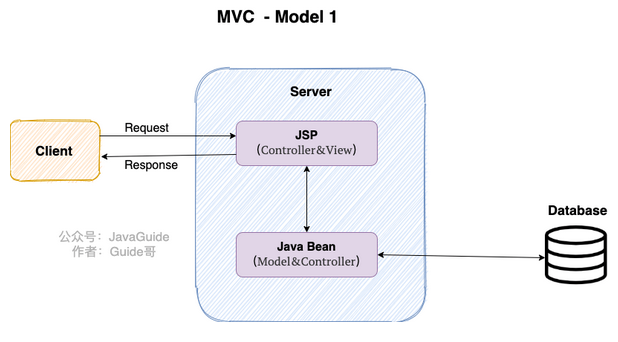 MVC - Model 1
Server
Client
Request
Response
JSP
(Controller&View)
Java Bean
(Model&Controller)
Database
公众号：JavaGuide
作者：Guide哥